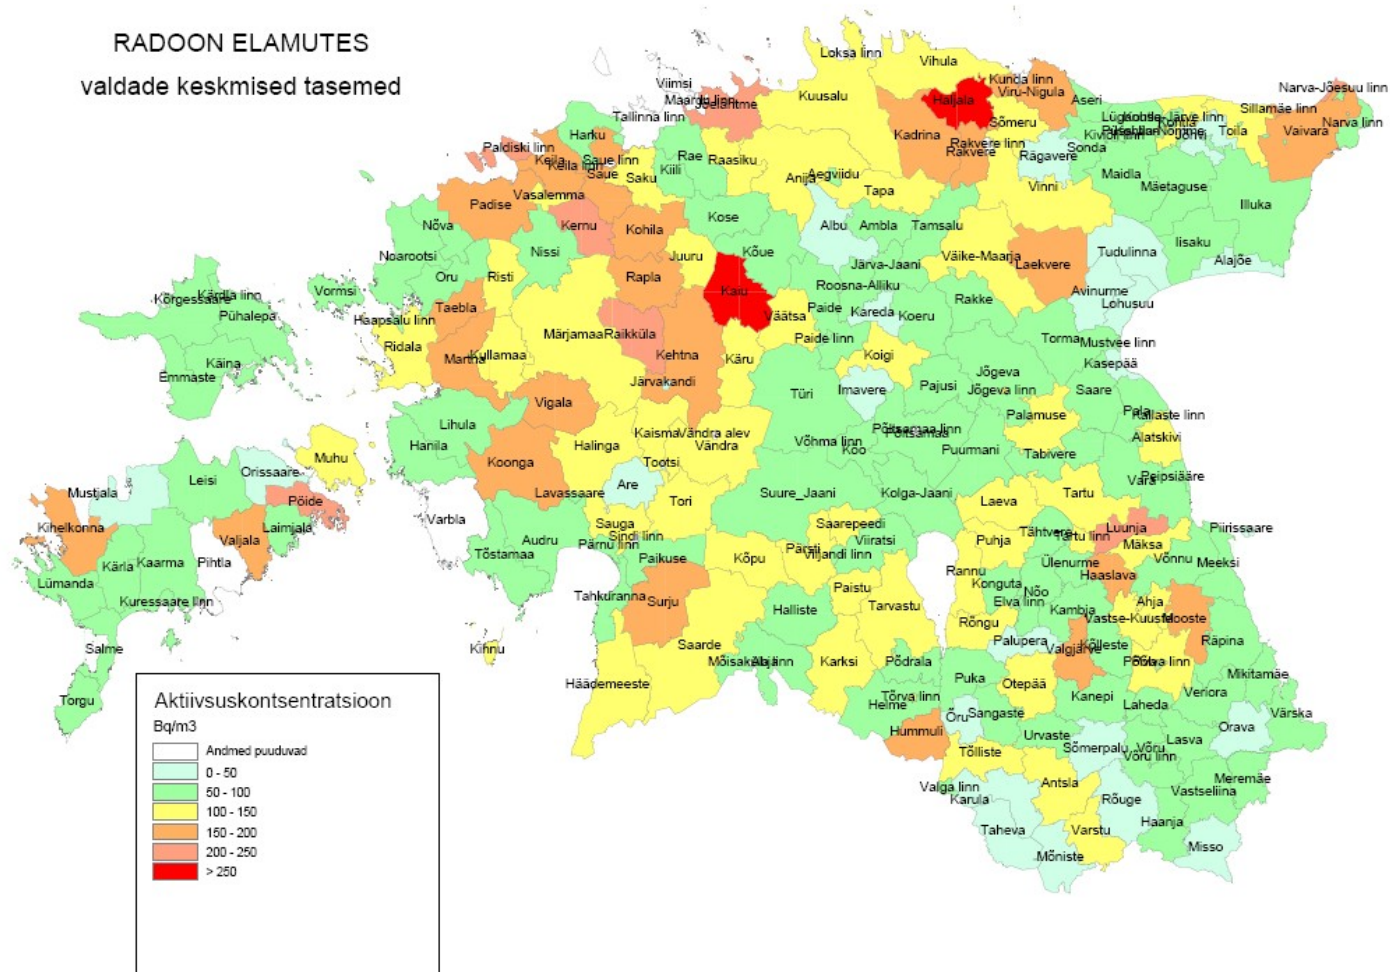 RADOON ELAMUTES
valdade keskmised tasemed
Loksa linn
Vihula
Viimsi
Kuusalu
Kunda linn
Viru-Nigula
Narva-Jõesuu linn
Haljala
Aseri
Sillamäe linn
Tallinna linn
Harku
Sõmeru
Toila
Narva linn
Kadrina
Vaivara
Rakvere linn
Rakvere
Sonda
Paldiski linn
Keila
Saue linn
Saue
Rae
Raasiku
Rägavere
Kiili
Saku
Anija
Aegviidu
Maidla
Tapa
Vinni
Mäetaguse
Vasalemma
Padise
Illuka
Kose
Albu
Ambla
Tamsalu
Nõva
Kernu
Kohila
Nissi
Iisaku
Tudulinna
Kõue
Väike-Maarja
Noarootsi
Juuru
Järva-Jaani
Laekvere
Alajõe
Oru
Risti
Rapla
Roosna-Alliku
Avinurme
Kaiu
Rakke
Lohusuu
Vormsi
Kärdla linn
Kõrgessaare
Pühalepa
Taebla
Haapsalu linn
Paide
Kareda
Väätsa
Koeru
Märjamaa
Raikküla
Paide linn
Torma
Mustvee linn
Ridala
Martna
Kullamaa
Kehtna
Käru
Koigi
Kasepää
Käina
Emmaste
Järvakandi
Jõgeva
Türi
Imavere
Pajusi
Jõgeva linn
Saare
Vigala
Palamuse
Pala
Kallaste linn
Lihula
Hanila
Halinga
Kaisma
Vändra alev
Vändra
Võhma linn
Koo
Puurmani
Alatskivi
Tabivere
Muhu
Koonga
Tootsi
Orissaare
Leisi
Mustjala
Are
Peipsiääre
Vara
Lavassaare
Suure_Jaani
Kolga-Jaani
Tartu
Laeva
Pöide
Tori
Kihelkonna
Laimjala
Valjala
Varbla
Sauga
Sindi linn
Saarepeedi
Tähtvere
Luunja
Piirissaare
Tartu linn
Audru
Pärnu linn
Viiratsi
Puhja
Mäksa
Tõstamaa
Pärsti
Viljandi linn
Paikuse
Kõpu
Võnnu
Meeksi
Pihtla
Kaarma
Kärla
Ülenurme
Rannu
Haaslava
Lümanda
Konguta
Paistu
Nõo
Tahkuranna
Surju
Elva linn
Ahja
Kuressaare linn
Halliste
Tarvastu
Kambja
Vastse-Kuuste
Mooste
Rõngu
Salme
Kihnu
Saarde
Palupera
Valgjärve
Kõlleste
Räpina
Karksi
Põdrala
Puka
Mikitamäe
Häädemeeste
Otepää
Torgu
Tõrva linn
Helme
Kanepi
Veriora
Laheda
Õru
Sangaste
Värska
Hummuli
Urvaste
Orava
Lasva
Tõlliste
Sõmerpalu
Võru
Võru linn
Valga linn
Antsla
Meremäe
Karula
Rõuge
Vastseliina
Taheva
Varstu
Haanja
Mõniste
Misso
Aktiivsuskontsentratsioon
Bq/m3
Andmed puuduvad
0 - 50
50 - 100
100 - 150
150 - 200
200 - 250
> 250